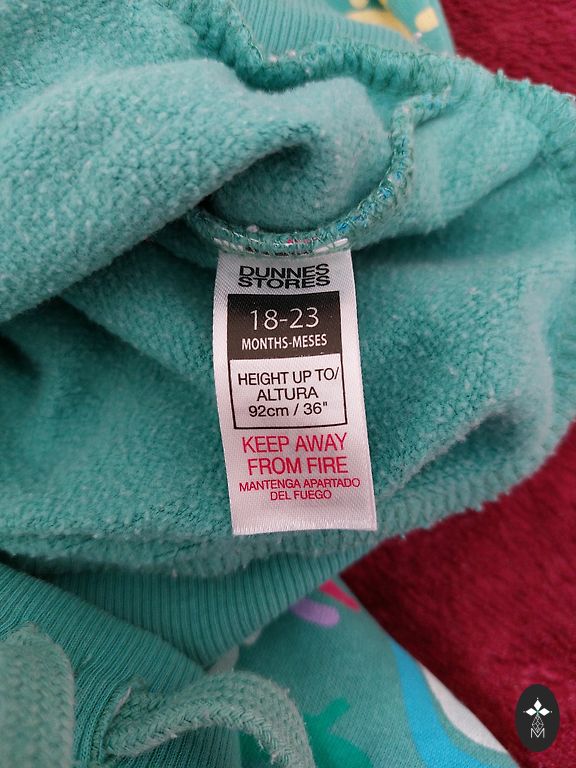 DUNNES
STORES
18-23
MONTHS-MESES
HEIGHT UP TO/
ALTURA
92cm / 36"
KEEP AWAY
FROM FIRE
MANTENGA APARTADO
DEL FUEGO
M